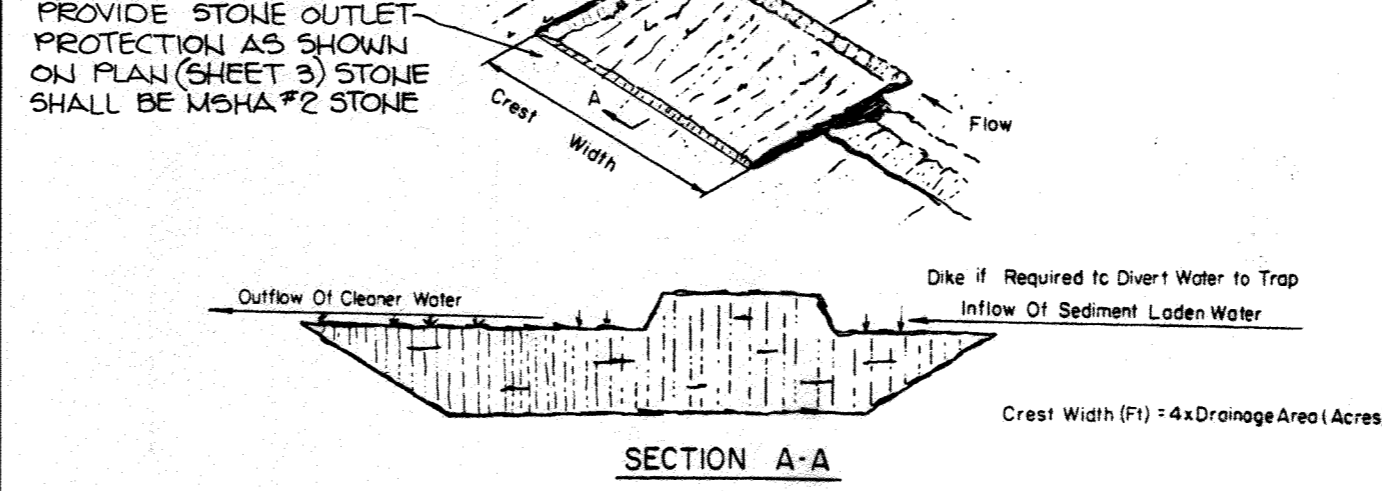 PROVIDE STONE OUTLET
PROTECTION AS SHOWN
ON PLAN (SHEET 3) STONE
SHALL BE MSHA #2 STONE
A
Crest Width
Flow
Dike if Required to Divert Water to Trap
Outflow Of Cleaner Water
Inflow Of Sediment Laden Water
Crest Width (Ft) = 4x Drainage Area (Acres
SECTION A-A